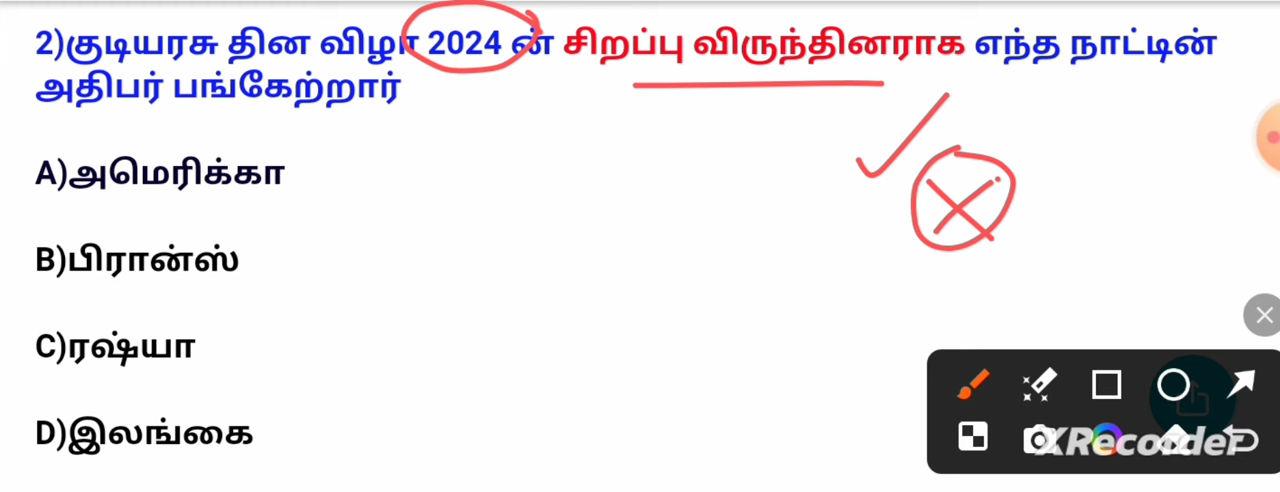 2)குடியரசு தின விழா 2024 ன் சிறப்பு விருந்தினராக எந்த நாட்டின்
அதிபர் பங்கேற்றார்
A)அமெரிக்கா
B)பிரான்ஸ்
C)ரஷ்யா
D)இலங்கை
XRecorder